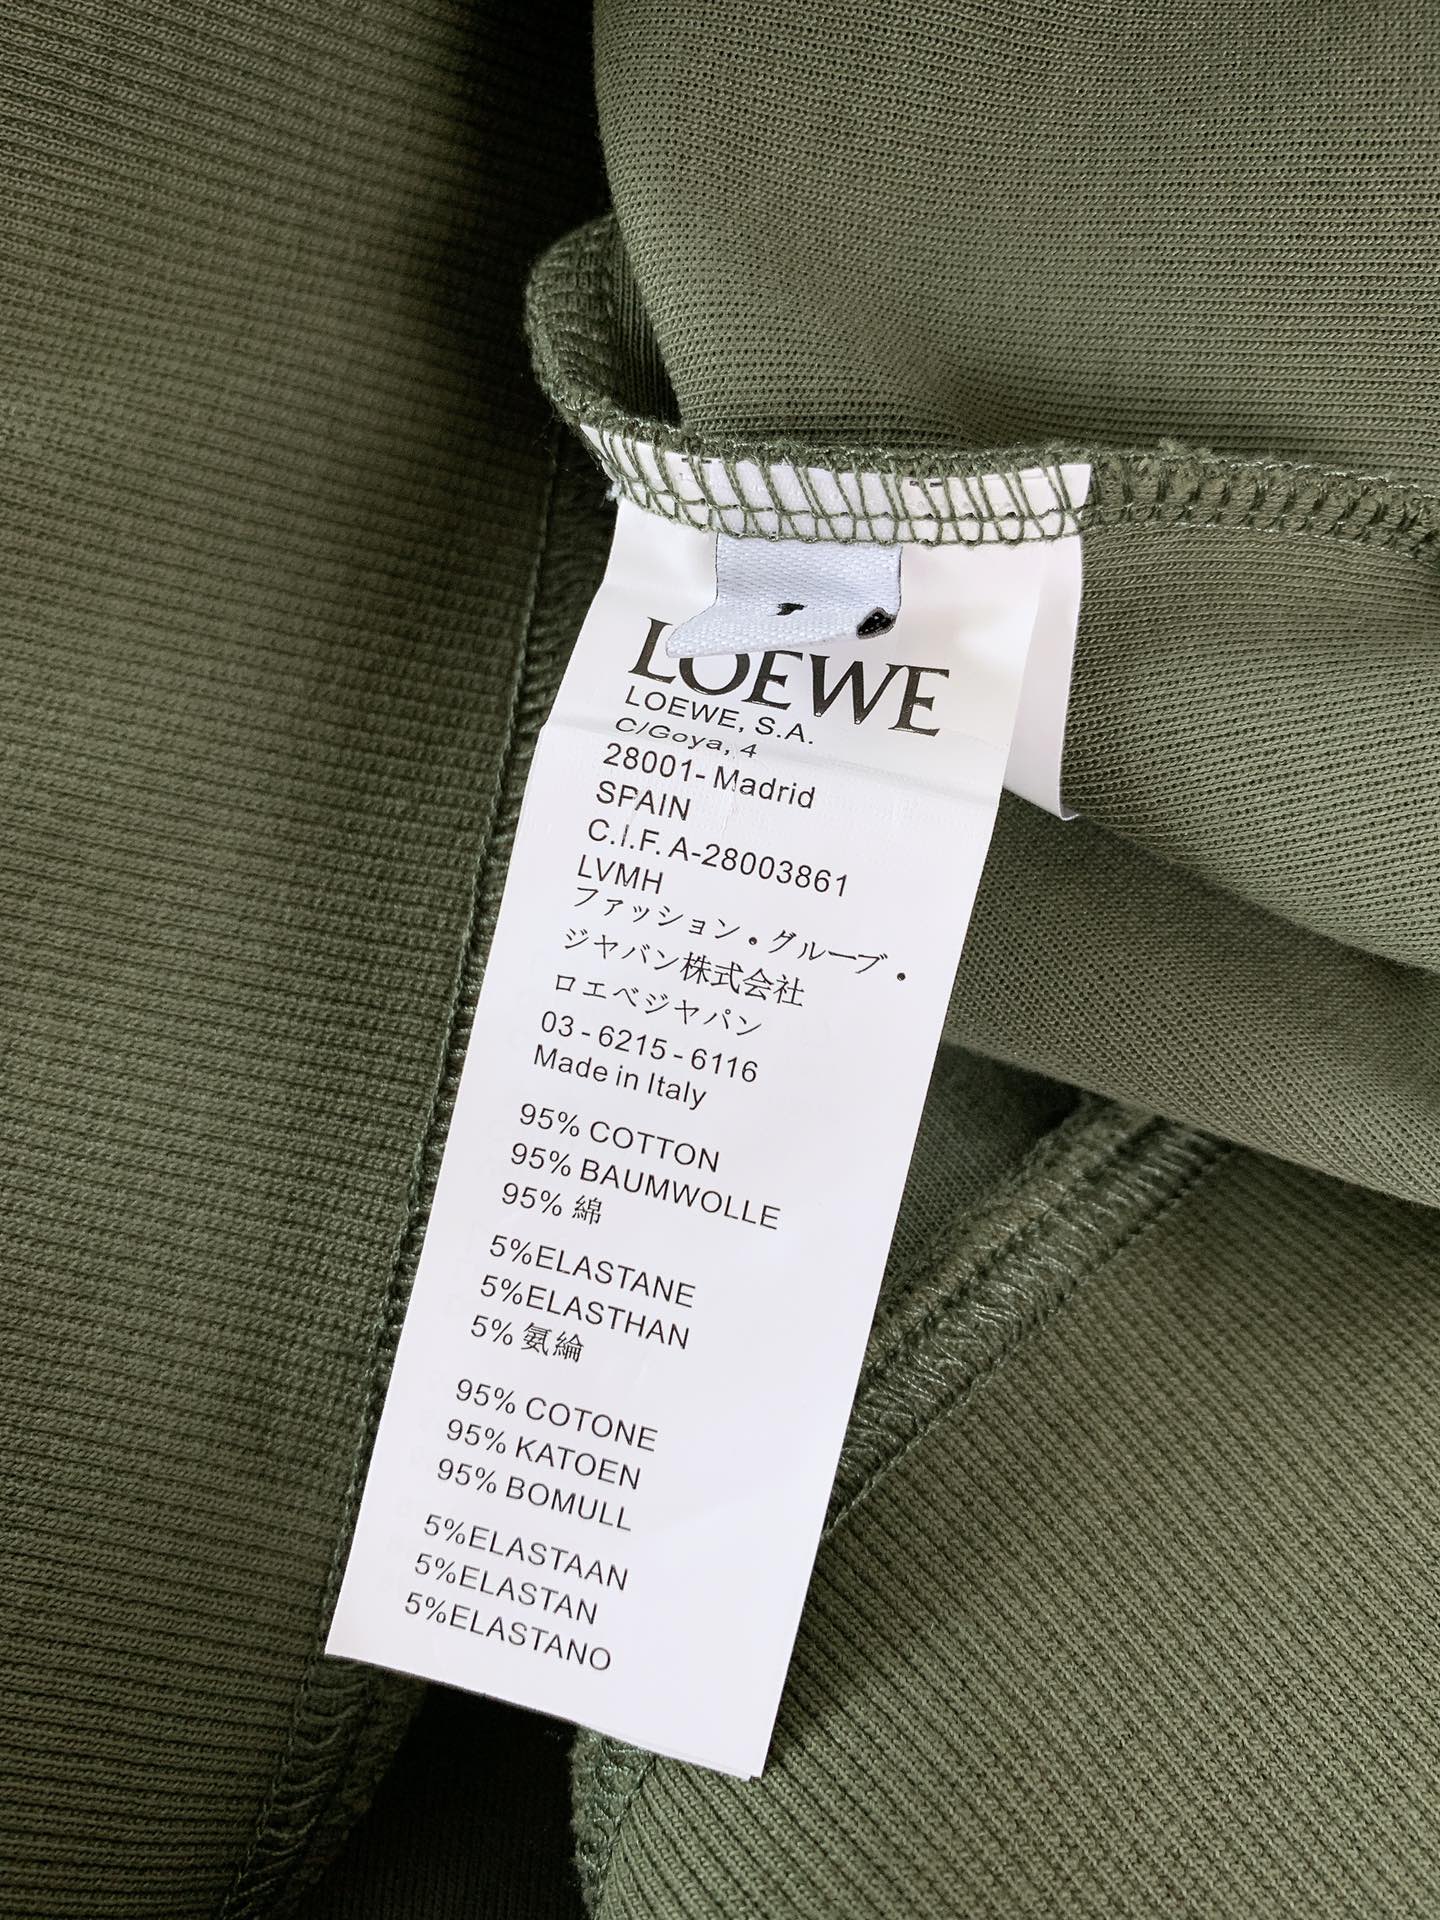 LOEWE
LOEWE, S.A.
C/Goya, 4
28001- Madrid
SPAIN
C.I.F. A-28003861
LVMH
ファッション・グルーブ・
ジヤバン株式会社
ロエベジャパン
03 - 6215 - 6116
Made in Italy
95% COTTON
95% BAUMWOLLE
95% 綿
5%ELASTANE
5%ELASTHAN
5% 氨綸
95% COTONE
95% KATOEN
95% BOMULL
5%ELASTAAN
5%ELASTAN
5%ELASTANO